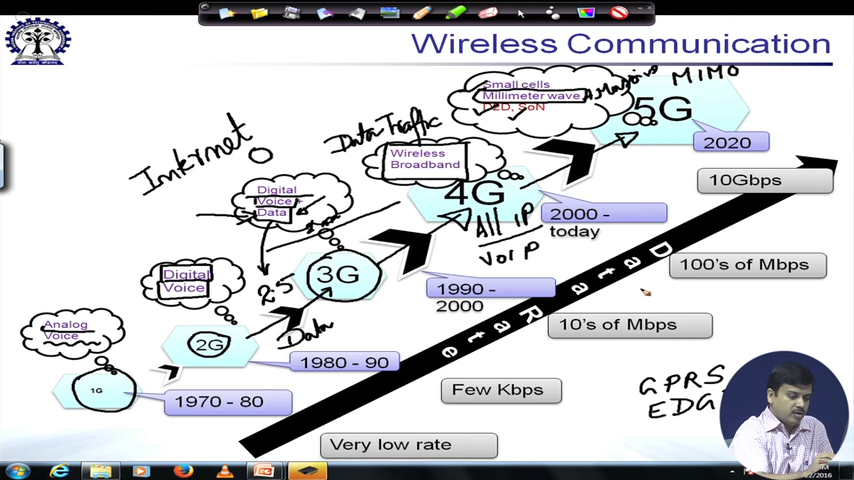 Wireless Communication
Small cells
Millimeter wave
D2D, SoN
MIMO
5G
2020
Internet
Data Traffic
Wireless
Broadband
10Gbps
Digital
Voice +
Data
4G
All IP
VOIP
2000 -
today
Data Rate
100's of Mbps
Digital
Voice
2.5
3G
1990 -
2000
10's of Mbps
Analog
Voice
2G
Data
1980 - 90
GPRS
EDG
1G
1970 - 80
Few Kbps
Very low rate